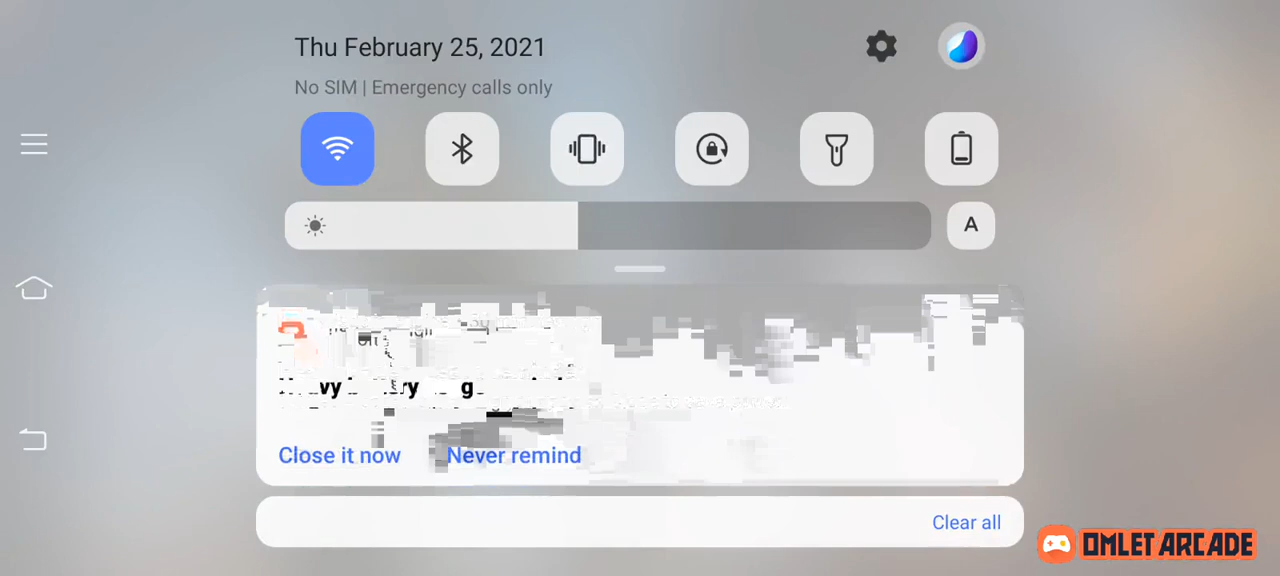 Thu February 25, 2021
No SIM | Emergency calls only
A
Close it now
Never remind
Clear all
OMLET ARCADE